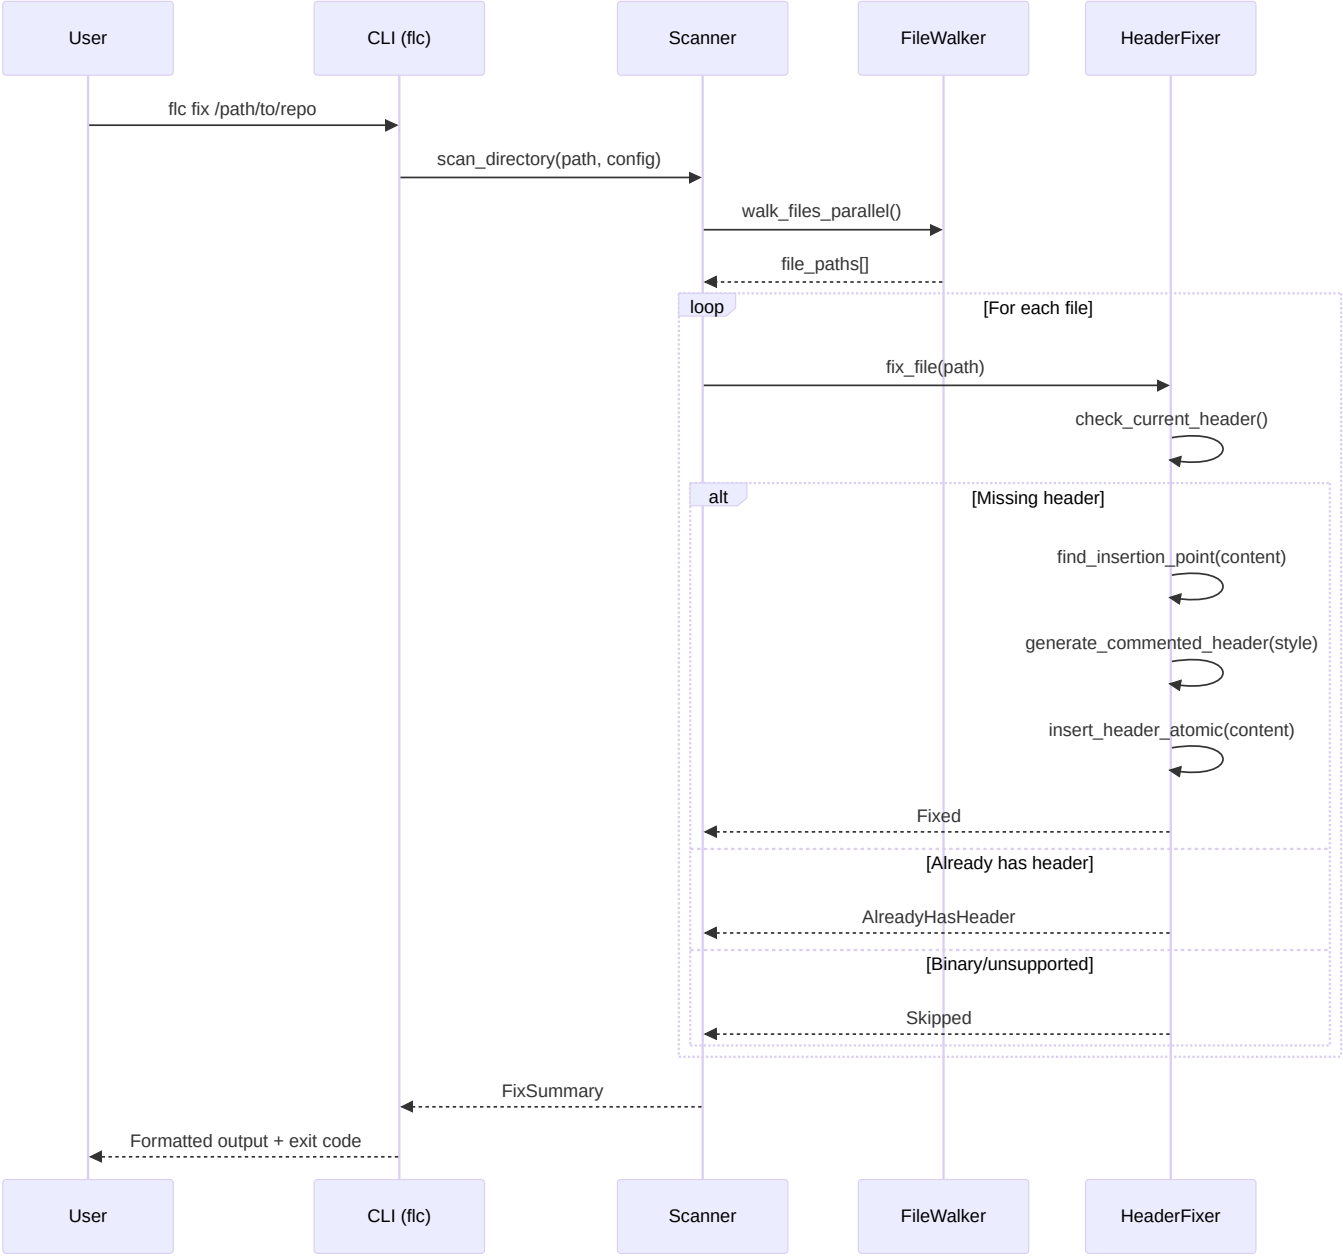 User
CLI (flc)
Scanner
FileWalker
HeaderFixer
flc fix /path/to/repo
scan_directory(path, config)
walk_files_parallel()
file_paths[]
loop
[For each file]
fix_file(path)
check_current_header()
alt
[Missing header]
find_insertion_point(content)
generate_commented_header(style)
insert_header_atomic(content)
Fixed
[Already has header]
AlreadyHasHeader
[Binary/unsupported]
Skipped
FixSummary
Formatted output + exit code
User
CLI (flc)
Scanner
FileWalker
HeaderFixer